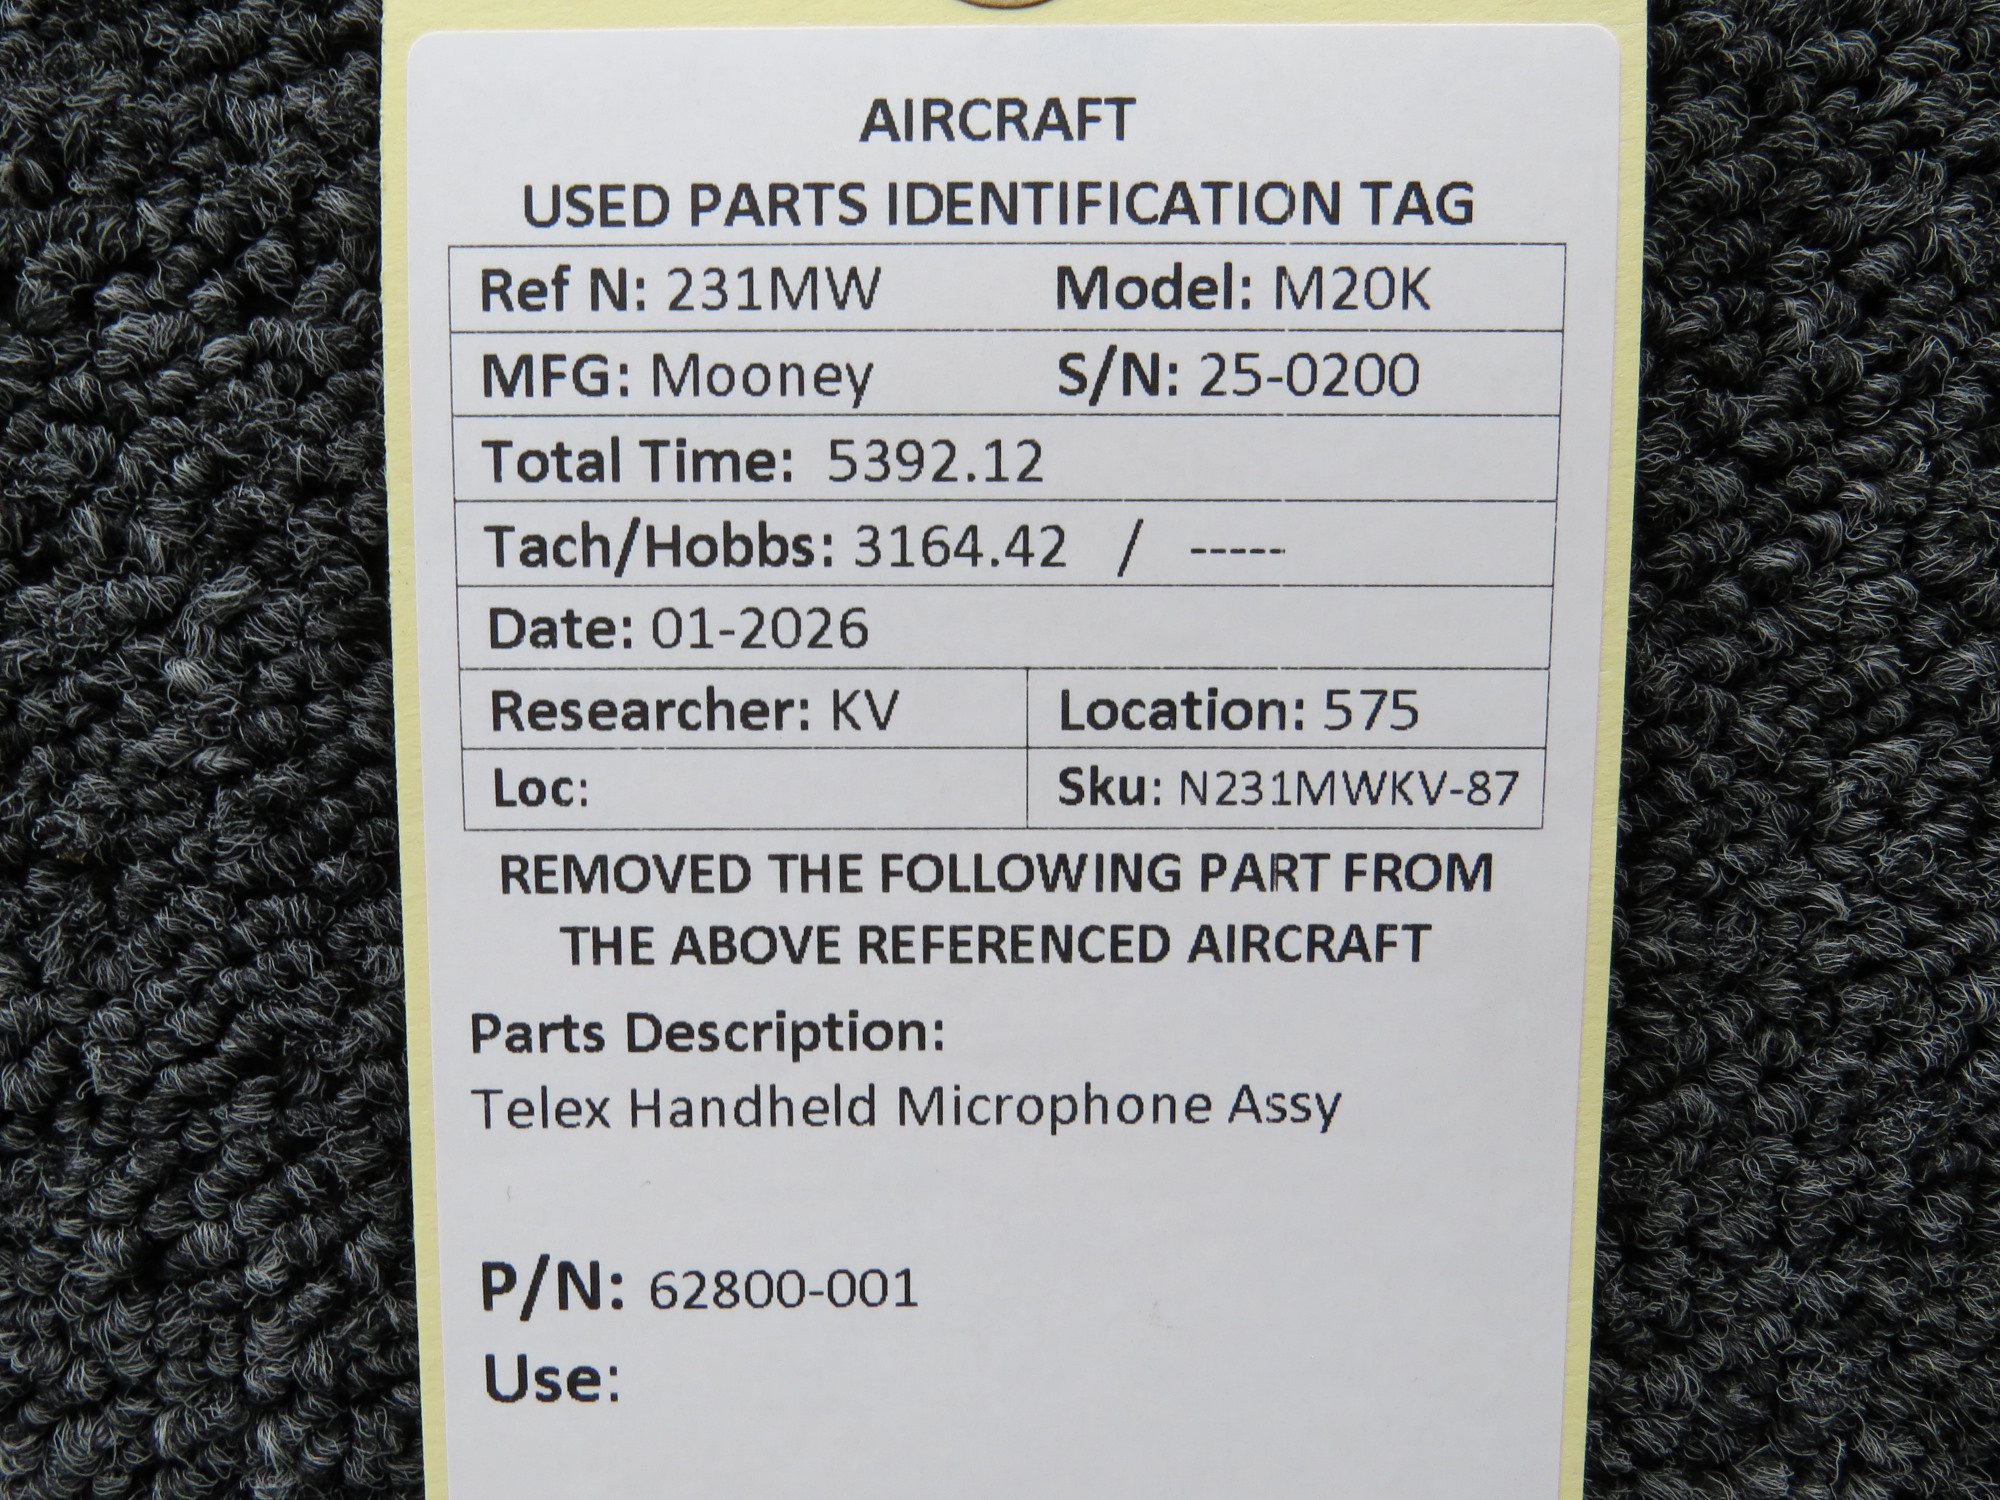 AIRCRAFT
USED PARTS IDENTIFICATION TAG
Ref N: 231MW Model: M20K
MFG: Mooney S/N: 25-0200
Total Time: 5392.12
Tach/Hobbs: 3164.42 / -----
Date: 01-2026
Researcher: KV Location: 575
Loc: Sku: N231MWKV-87
REMOVED THE FOLLOWING PART FROM
THE ABOVE REFERENCED AIRCRAFT
Parts Description:
Telex Handheld Microphone Assy
P/N: 62800-001
Use: